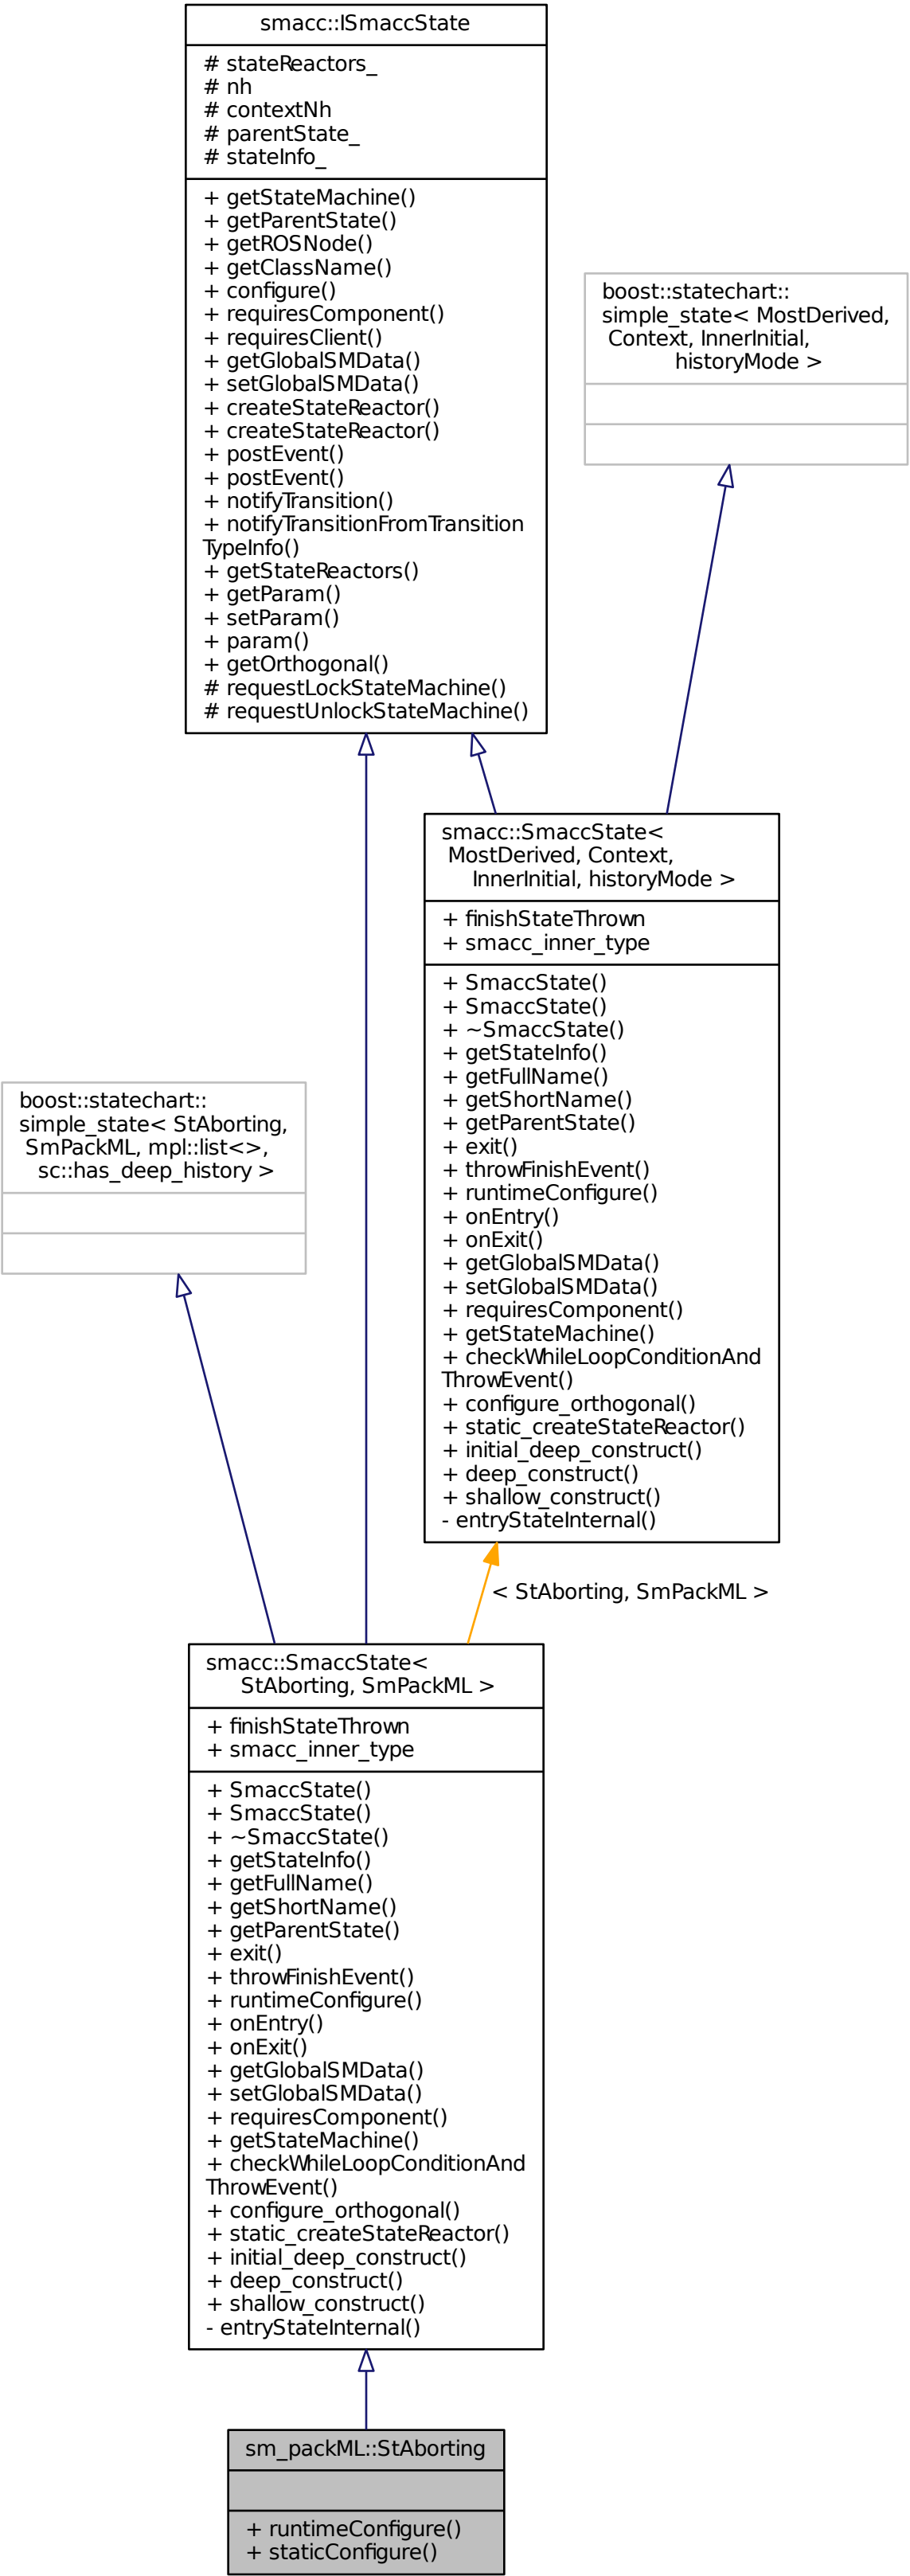 smacc::ISmaccState
# stateReactors_
# nh
# contextNh
# parentState_
# stateInfo_
+ getStateMachine()
+ getParentState()
+ getROSNode()
+ getClassName()
+ configure()
+ requiresComponent()
+ requiresClient()
+ getGlobalSMData()
+ setGlobalSMData()
+ createStateReactor()
+ createStateReactor()
+ postEvent()
+ postEvent()
+ notifyTransition()
+ notifyTransitionFromTransition
TypeInfo()
+ getStateReactors()
+ getParam()
+ setParam()
+ param()
+ getOrthogonal()
# requestLockStateMachine()
# requestUnlockStateMachine()
boost::statechart::
simple_state< MostDerived,
Context, InnerInitial,
historyMode >
smacc::SmaccState<
MostDerived, Context,
InnerInitial, historyMode >
+ finishStateThrown
+ smacc_inner_type
+ SmaccState()
+ SmaccState()
+ ~SmaccState()
+ getStateInfo()
+ getFullName()
+ getShortName()
+ getParentState()
+ exit()
+ throwFinishEvent()
+ runtimeConfigure()
+ onEntry()
+ onExit()
+ getGlobalSMData()
+ setGlobalSMData()
+ requiresComponent()
+ getStateMachine()
+ checkWhileLoopConditionAnd
ThrowEvent()
+ configure_orthogonal()
+ static_createStateReactor()
+ initial_deep_construct()
+ deep_construct()
+ shallow_construct()
- entryStateInternal()
boost::statechart::
simple_state< StAborting,
SmPackML, mpl::list<>,
sc::has_deep_history >
< StAborting, SmPackML >
smacc::SmaccState<
StAborting, SmPackML >
+ finishStateThrown
+ smacc_inner_type
+ SmaccState()
+ SmaccState()
+ ~SmaccState()
+ getStateInfo()
+ getFullName()
+ getShortName()
+ getParentState()
+ exit()
+ throwFinishEvent()
+ runtimeConfigure()
+ onEntry()
+ onExit()
+ getGlobalSMData()
+ setGlobalSMData()
+ requiresComponent()
+ getStateMachine()
+ checkWhileLoopConditionAnd
ThrowEvent()
+ configure_orthogonal()
+ static_createStateReactor()
+ initial_deep_construct()
+ deep_construct()
+ shallow_construct()
- entryStateInternal()
sm_packML::StAborting
+ runtimeConfigure()
+ staticConfigure()